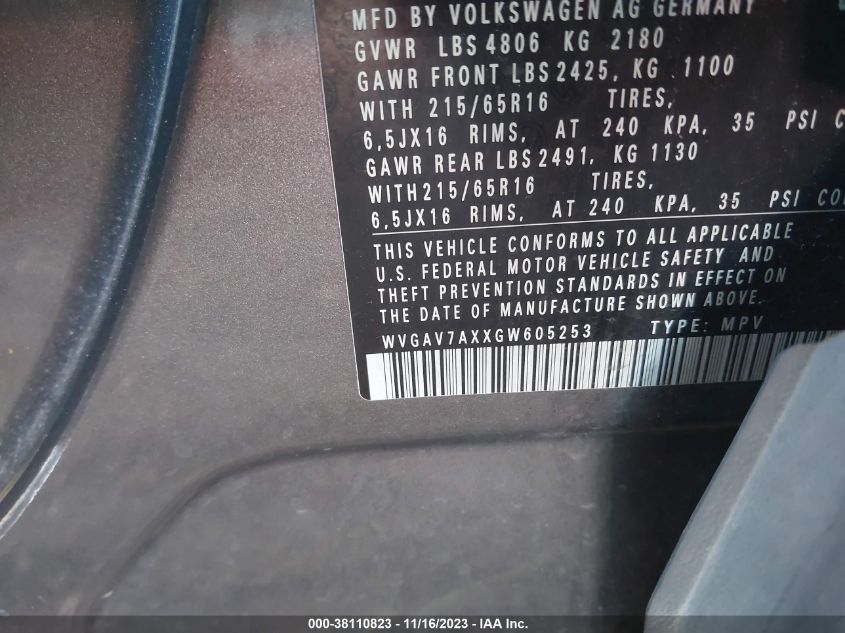 MFD BY VOLKSWAGEN AG GERMANY
GVWR LBS 4806 KG 2180
GAWR FRONT LBS 2425, KG 1100
WITH 215/65R16 TIRES,
6,5JX16 RIMS, AT 240 KPA, 35 PSI
GAWR REAR LBS 2491, KG 1130
WITH 215/65R16 TIRES,
6,5JX16 RIMS, AT 240 KPA, 35 PSI
THIS VEHICLE CONFORMS TO ALL APPLICABLE
U.S. FEDERAL MOTOR VEHICLE SAFETY AND
THEFT PREVENTION STANDARDS IN EFFECT ON
THE DATE OF MANUFACTURE SHOWN ABOVE.
WVGAV7AXXGW605253 TYPE: MPV
000-38110823 - 11/16/2023 - IAA Inc.